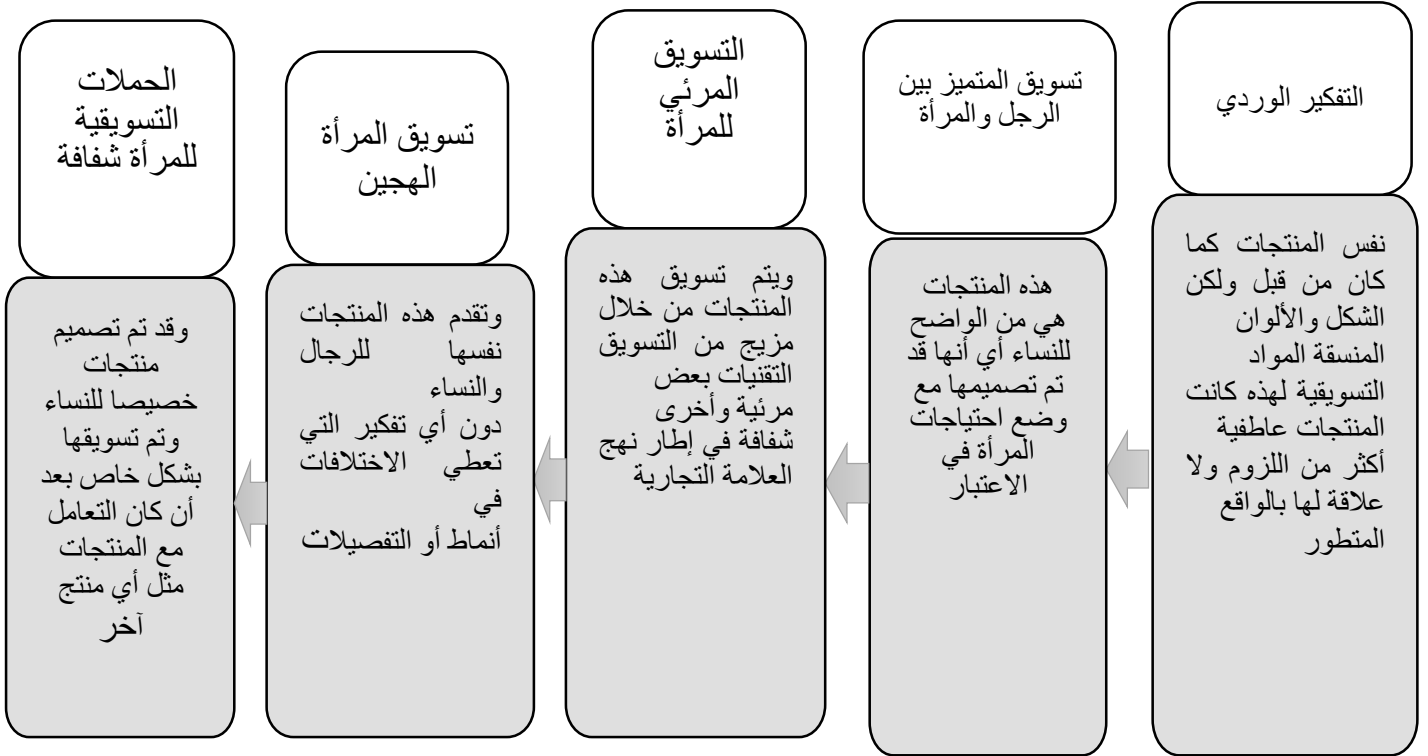 التفكير الوردي
نفس المنتجات كما
كان من قبل ولكن
الشكل والألوان
المنسقة المواد
التسويقية لهذه كانت
المنتجات عاطفية
أكثر من اللزوم ولا
علاقة لها بالواقع
المتطور
تسويق المتميز بين
الرجل والمرأة
هذه المنتجات
هي من الواضح
للنساء أي أنها قد
تم تصميمها مع
وضع احتياجات
المرأة في
الاعتبار
التسويق
المرئي
للمرأة
ويتم تسويق هذه
المنتجات من خلال
مزيج من التسويق
التقنيات بعض
مرئية وأخرى
شفافة في إطار نهج
العلامة التجارية
تسويق المرأة
الهجين
وتقدم هذه المنتجات
نفسها للرجال
والنساء
دون أي تفكير التي
تعطي الاختلافات
في
أنماط أو التفصيلات
الحملات
التسويقية
للمرأة شفافة
وقد تم تصميم
منتجات
خصيصا للنساء
وتم تسويقها
بشكل خاص بعد
أن كان التعامل
مع المنتجات
مثل أي منتج
آخر